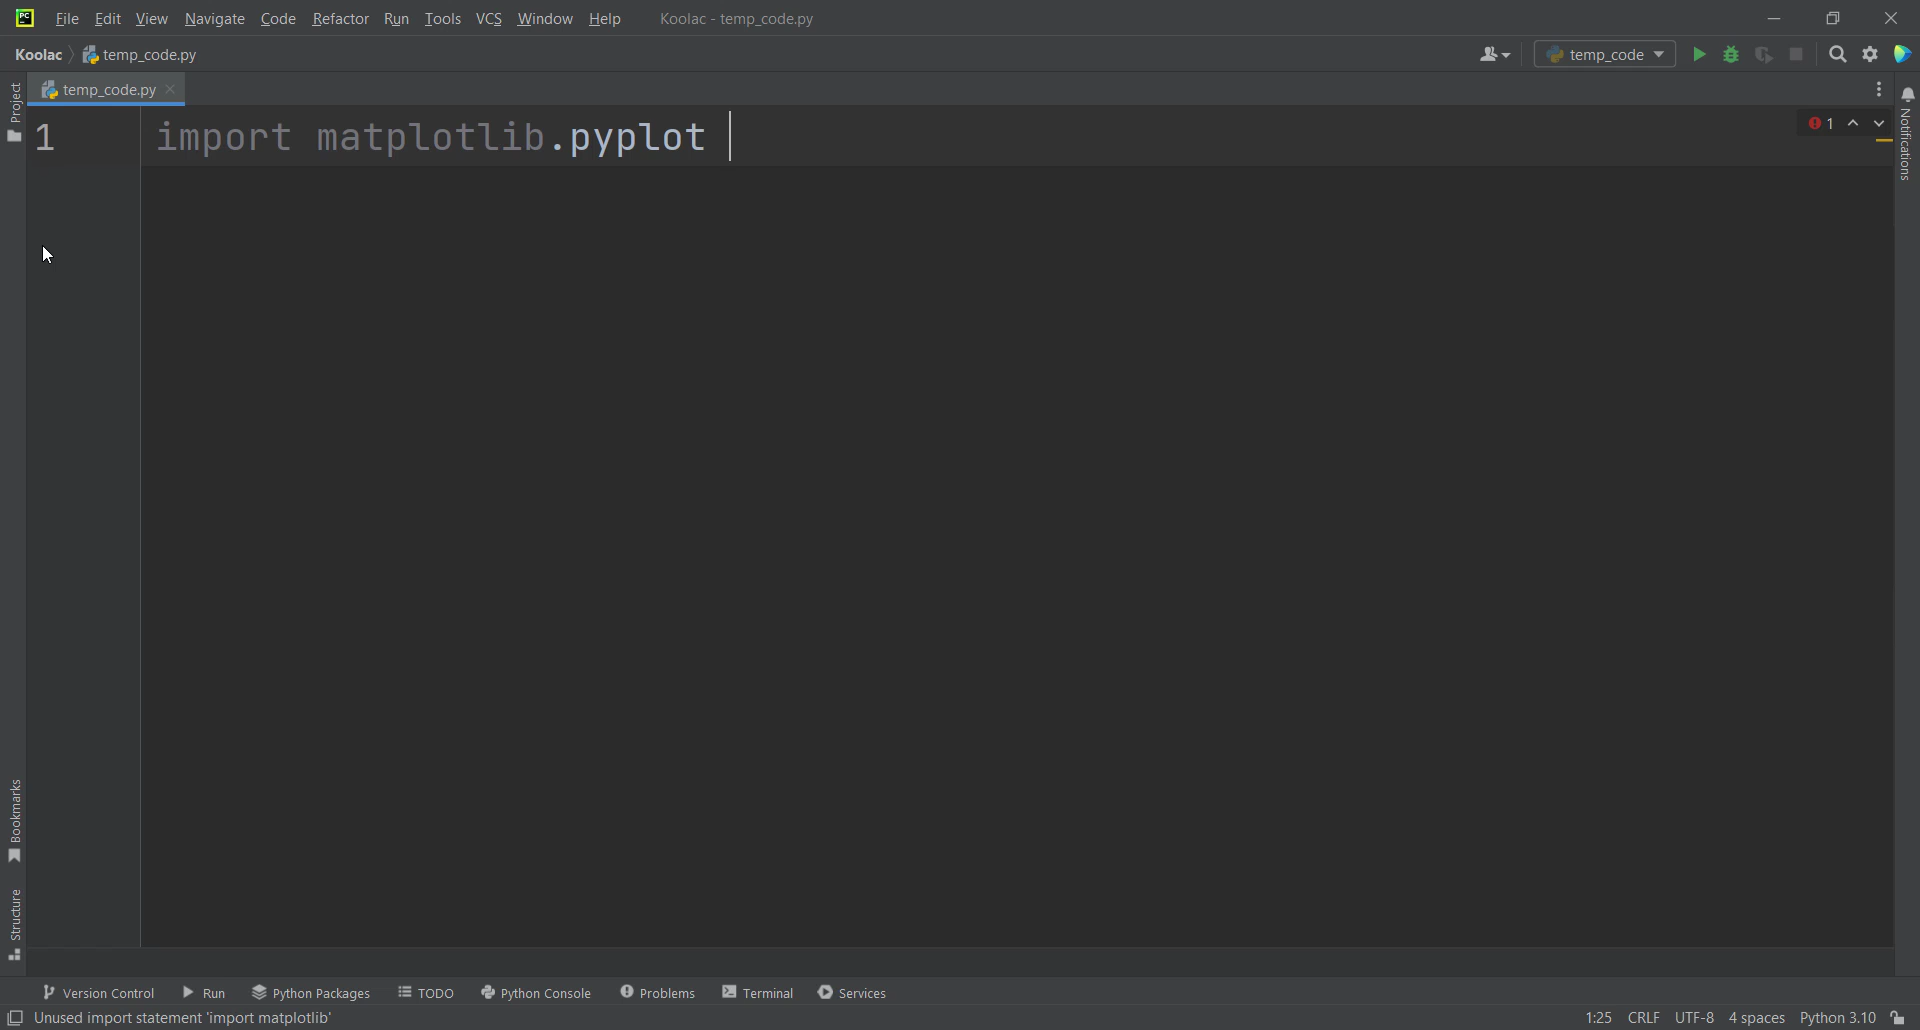 PC File Edit View Navigate Code Refactor Run Tools VCS Window Help Koolac - temp_code.py
Koolac temp_code.py temp_code
temp_code.py
1 import matplotlib.pyplot
1
Project
Notifications
Bookmarks
Structure
Version Control Run Python Packages TODO Python Console Problems Terminal Services
Unused import statement 'import matplotlib' 1:25 CRLF UTF-8 4 spaces Python 3.10